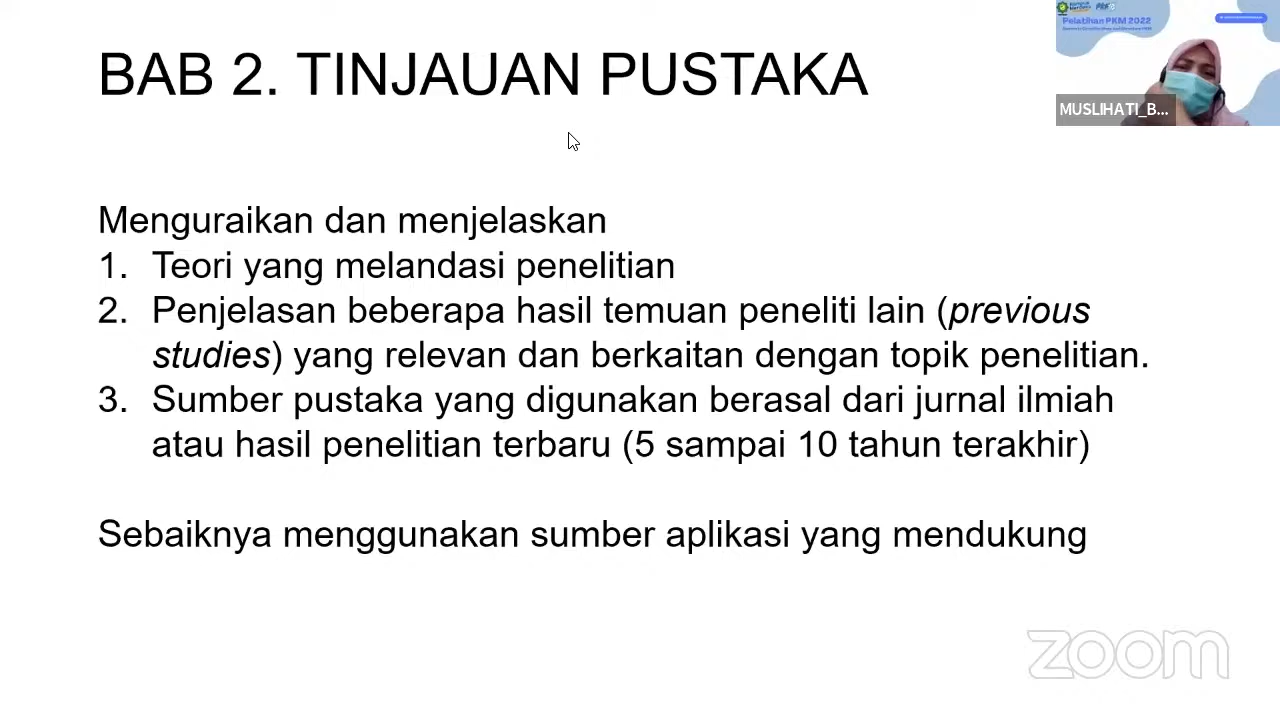 BAB 2. TINJAUAN PUSTAKA
Pelatihan PKM 2022
MUSLIHATI_B...
Menguraikan dan menjelaskan
1. Teori yang melandasi penelitian
2. Penjelasan beberapa hasil temuan peneliti lain (previous
studies) yang relevan dan berkaitan dengan topik penelitian.
3. Sumber pustaka yang digunakan berasal dari jurnal ilmiah
atau hasil penelitian terbaru (5 sampai 10 tahun terakhir)
Sebaiknya menggunakan sumber aplikasi yang mendukung
zoom